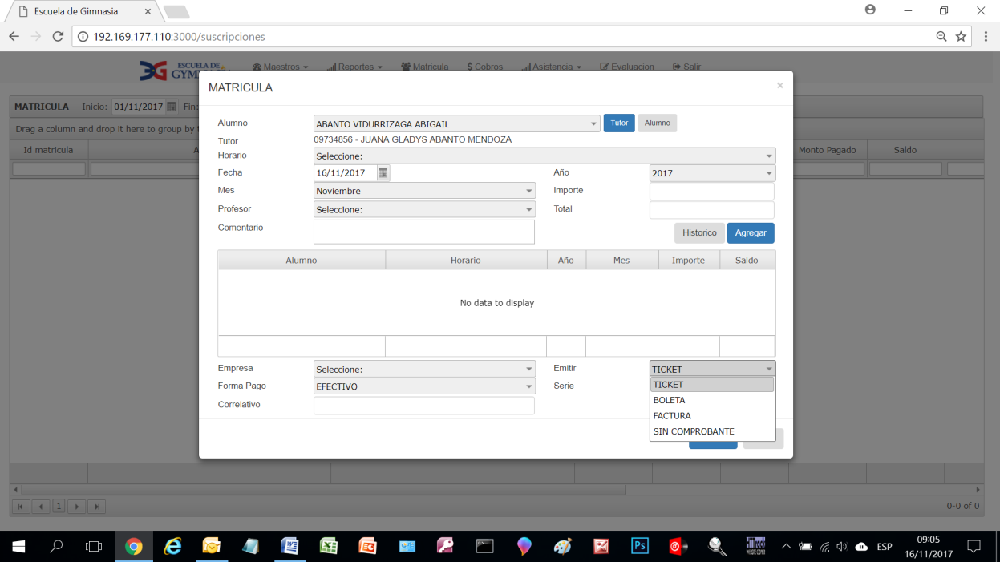 Escuela de Gimnasia
192.169.177.110:3000/suscripciones
ESCUELA DE
3G GYM
Maestros Reportes Matricula $ Cobros Asistencia Evaluacion Salir
MATRICULA
MATRICULA Inicio: 01/11/2017 Fin:
Drag a column and drop it here to group by
Id matricula A Monto Pagado Saldo
Alumno ABANTO VIDURRIZAGA ABIGAIL Tutor Alumno
Tutor 09734856 - JUANA GLADYS ABANTO MENDOZA
Horario Seleccione:
Fecha 16/11/2017 Año 2017
Mes Noviembre Importe
Profesor Seleccione: Total
Comentario
Historico Agregar
Alumno Horario Año Mes Importe Saldo
No data to display
Empresa Seleccione: Emitir TICKET
Forma Pago EFECTIVO Serie
Correlativo
TICKET
BOLETA
FACTURA
SIN COMPROBANTE
1 0-0 of 0
Ps
ESP
09:05
16/11/2017